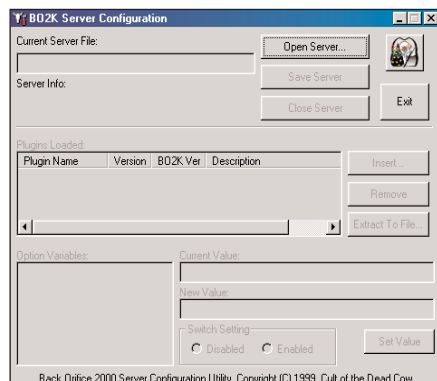 BO2K Server Configuration
Current Server File:
Open Server...
Save Server
Server Info:
Close Server
Exit
Plugins Loaded:
Plugin Name Version BO2K Ver Description
Insert...
Remove
Extract To File...
Option Variables:
Current Value:
New Value:
Switch Setting
Disabled Enabled
Set Value
Back Orifice 2000 Server Configuration Utility, Copyright (C) 1999, Cult of the Dead Cow